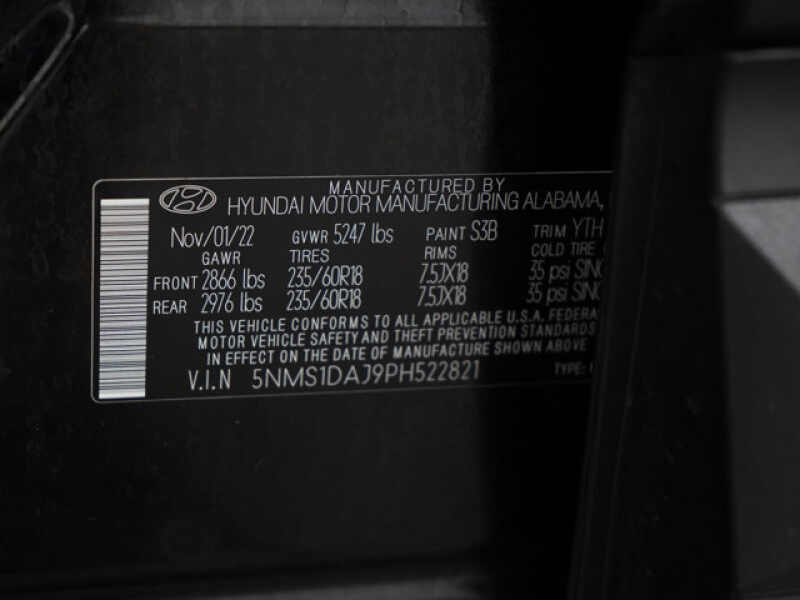 MANUFACTURED BY
HYUNDAI MOTOR MANUFACTURING ALABAMA,
Nov/01/22 GVWR 5247 lbs PAINT S3B TRIM YTH
GAWR TIRES RIMS COLD TIRE
FRONT 2866 lbs 235/60R18 7.5JX18 35 psi
REAR 2976 lbs 235/60R18 7.5JX18 35 psi
THIS VEHICLE CONFORMS TO ALL APPLICABLE U.S.A. FEDERA
MOTOR VEHICLE SAFETY AND THEFT PREVENTION STANDARDS
IN EFFECT ON THE DATE OF MANUFACTURE SHOWN ABOVE
V.I.N 5NMS1DAJ9PH522821 TYPE: